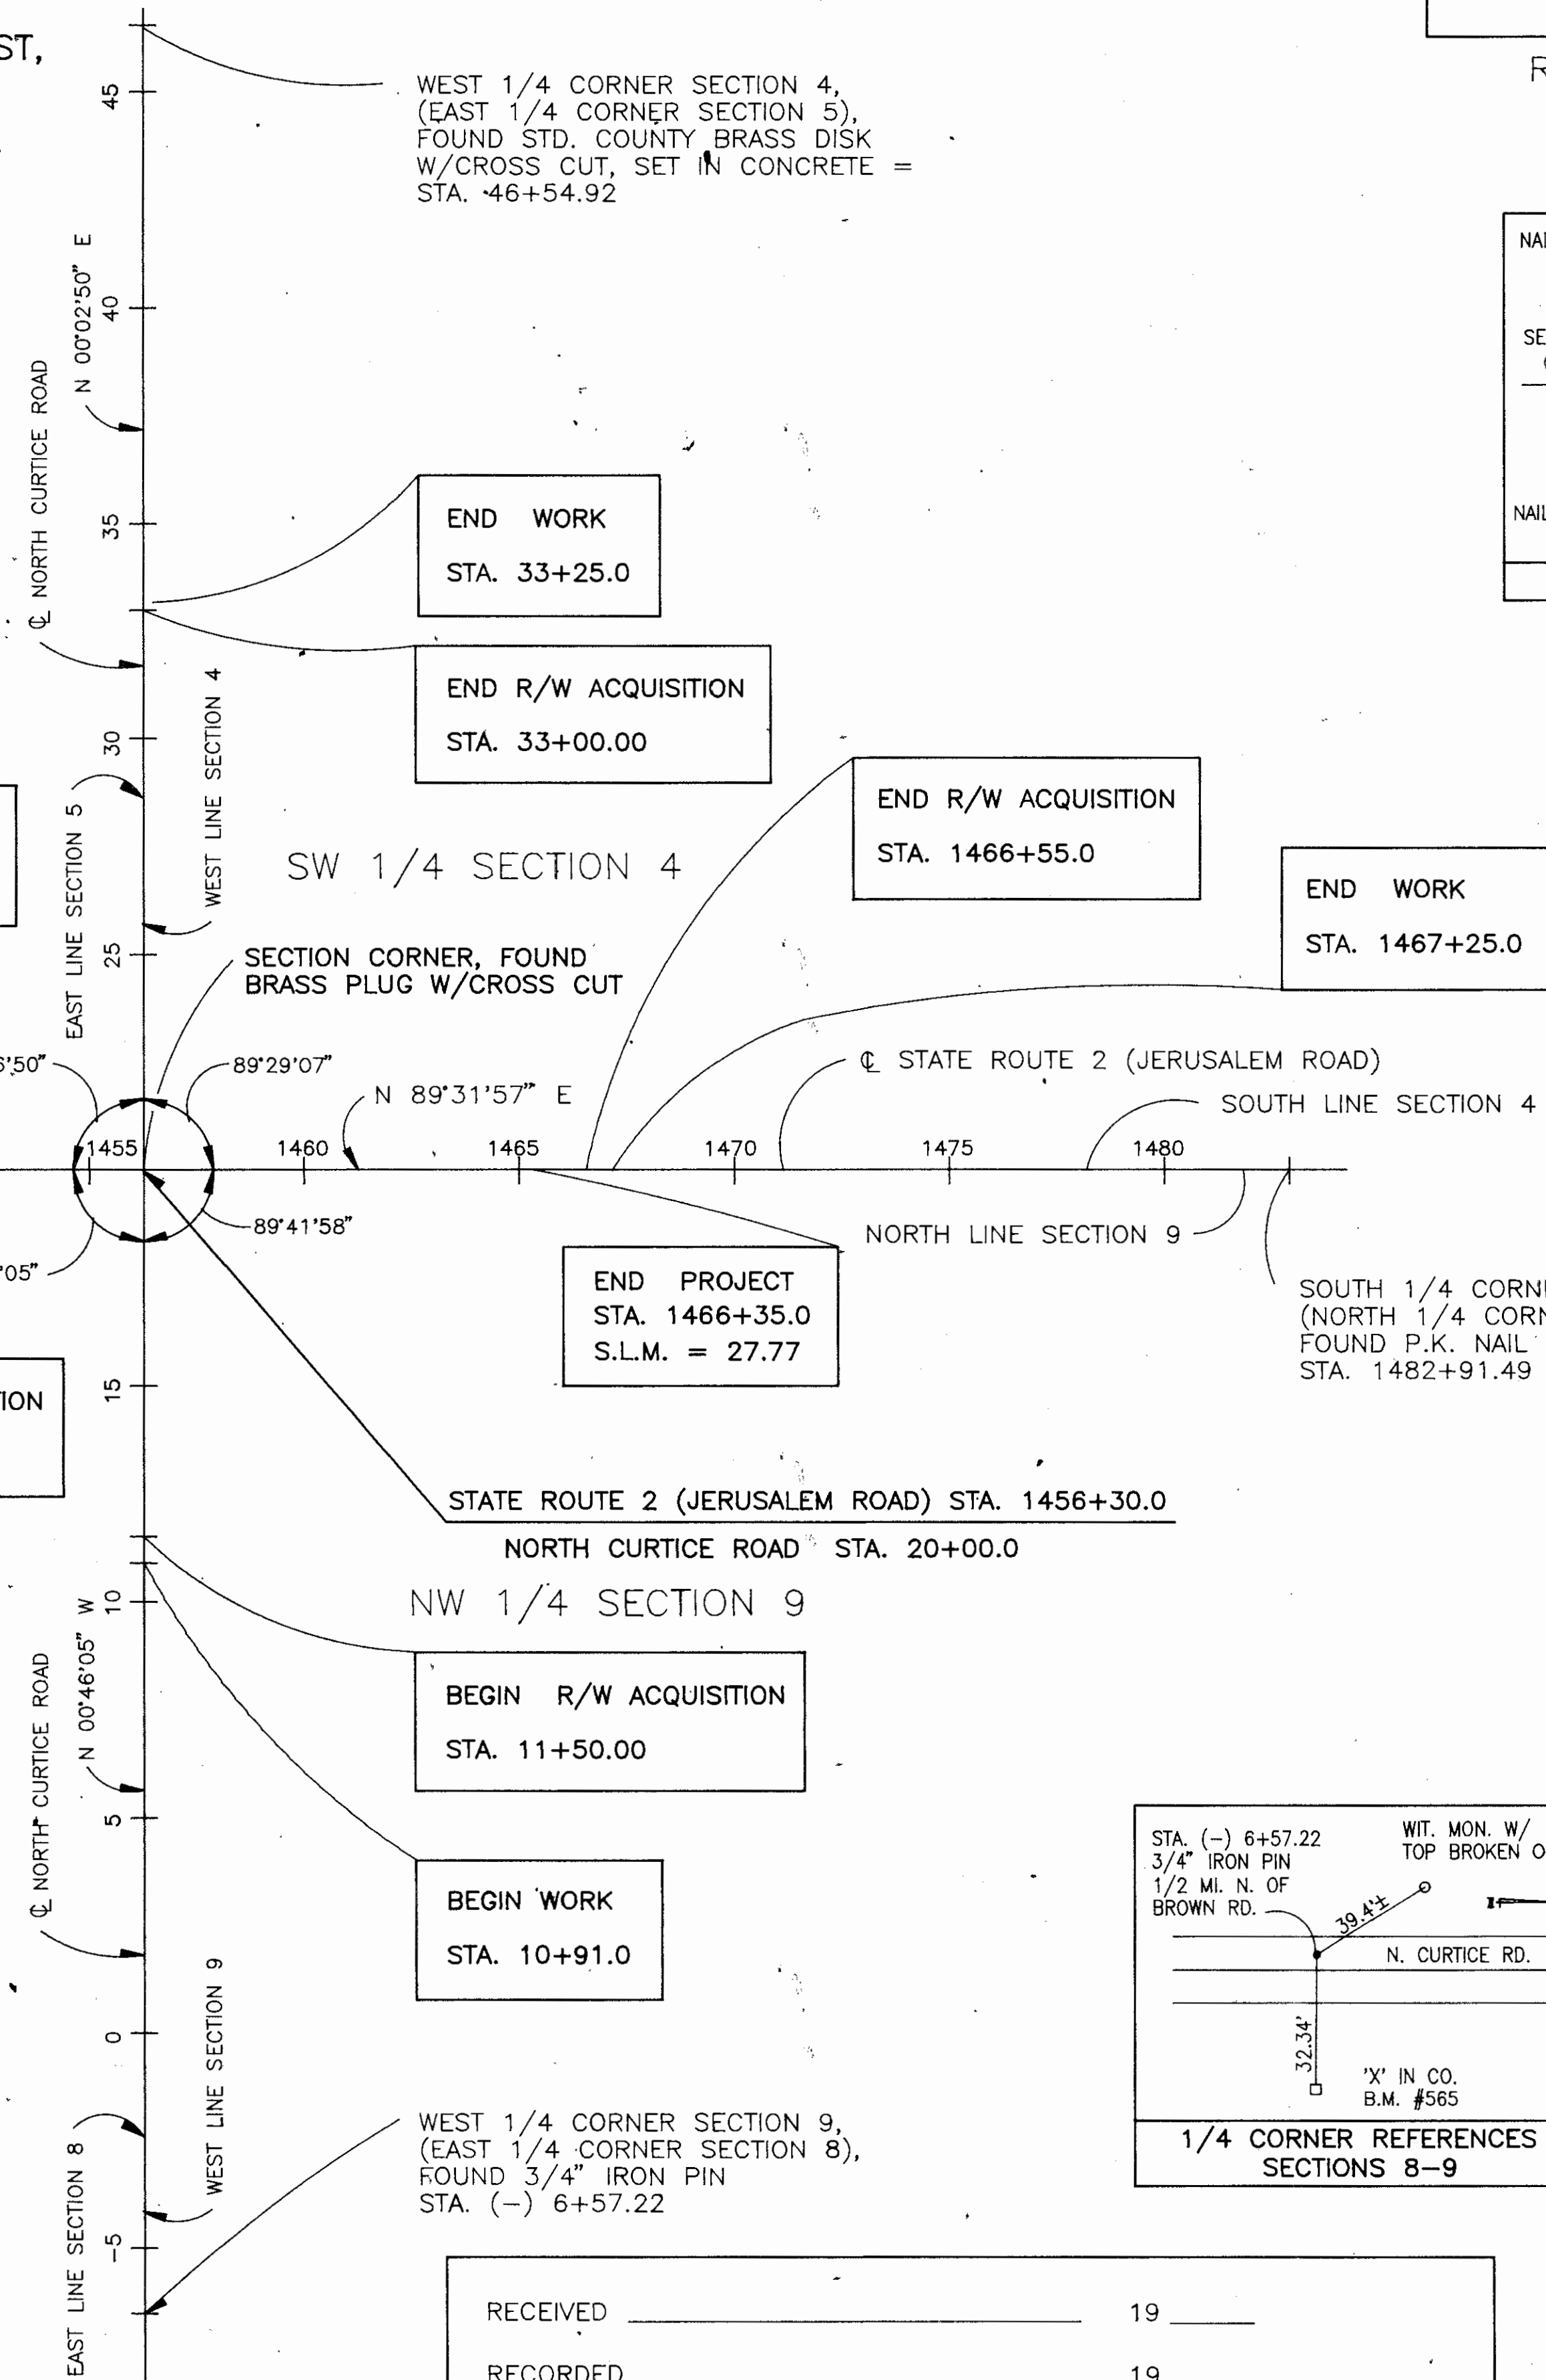 ST,
R
45
WEST 1/4 CORNER SECTION 4,
(EAST 1/4 CORNER SECTION 5),
FOUND STD. COUNTY BRASS DISK
W/CROSS CUT, SET IN CONCRETE =
STA. 46+54.92
N 00°02'50" E
40
℄ NORTH CURTICE ROAD
35
END WORK
STA. 33+25.0
END R/W ACQUISITION
STA. 33+00.00
30
WEST LINE SECTION 4
EAST LINE SECTION 5
SW 1/4 SECTION 4
END R/W ACQUISITION
STA. 1466+55.0
END WORK
STA. 1467+25.0
25
SECTION CORNER, FOUND
BRASS PLUG W/CROSS CUT
'50"
89°29'07"
N 89°31'57" E
℄ STATE ROUTE 2 (JERUSALEM ROAD)
SOUTH LINE SECTION 4
1455
1460
1465
1470
1475
1480
89°41'58"
'05"
NORTH LINE SECTION 9
END PROJECT
STA. 1466+35.0
S.L.M. = 27.77
SOUTH 1/4 CORN
(NORTH 1/4 CORN
FOUND P.K. NAIL
STA. 1482+91.49
15
ION
STATE ROUTE 2 (JERUSALEM ROAD) STA. 1456+30.0
NORTH CURTICE ROAD STA. 20+00.0
NW 1/4 SECTION 9
10
N 00°46'05" W
℄ NORTH CURTICE ROAD
BEGIN R/W ACQUISITION
STA. 11+50.00
5
BEGIN WORK
STA. 10+91.0
0
WEST LINE SECTION 9
EAST LINE SECTION 8
WEST 1/4 CORNER SECTION 9,
(EAST 1/4 CORNER SECTION 8),
FOUND 3/4" IRON PIN
STA. (-) 6+57.22
-5
NAI
SE
(
NAIL
STA. (-) 6+57.22
3/4" IRON PIN
1/2 MI. N. OF
BROWN RD.
WIT. MON. W/
TOP BROKEN O
39.4'±
N. CURTICE RD.
32.34'
'X' IN CO.
B.M. #565
1/4 CORNER REFERENCES
SECTIONS 8-9
RECEIVED 19
RECORDED 19